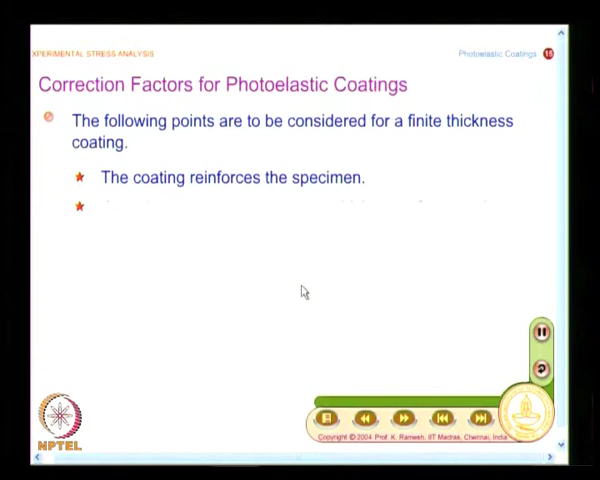 XPERIMENTAL STRESS ANALYSIS
Photoelastic Coatings 15
Correction Factors for Photoelastic Coatings
The following points are to be considered for a finite thickness
coating.
The coating reinforces the specimen.
NPTEL
Copyright © 2004 Prof. K. Ramesh, IIT Madras, Chennai, India